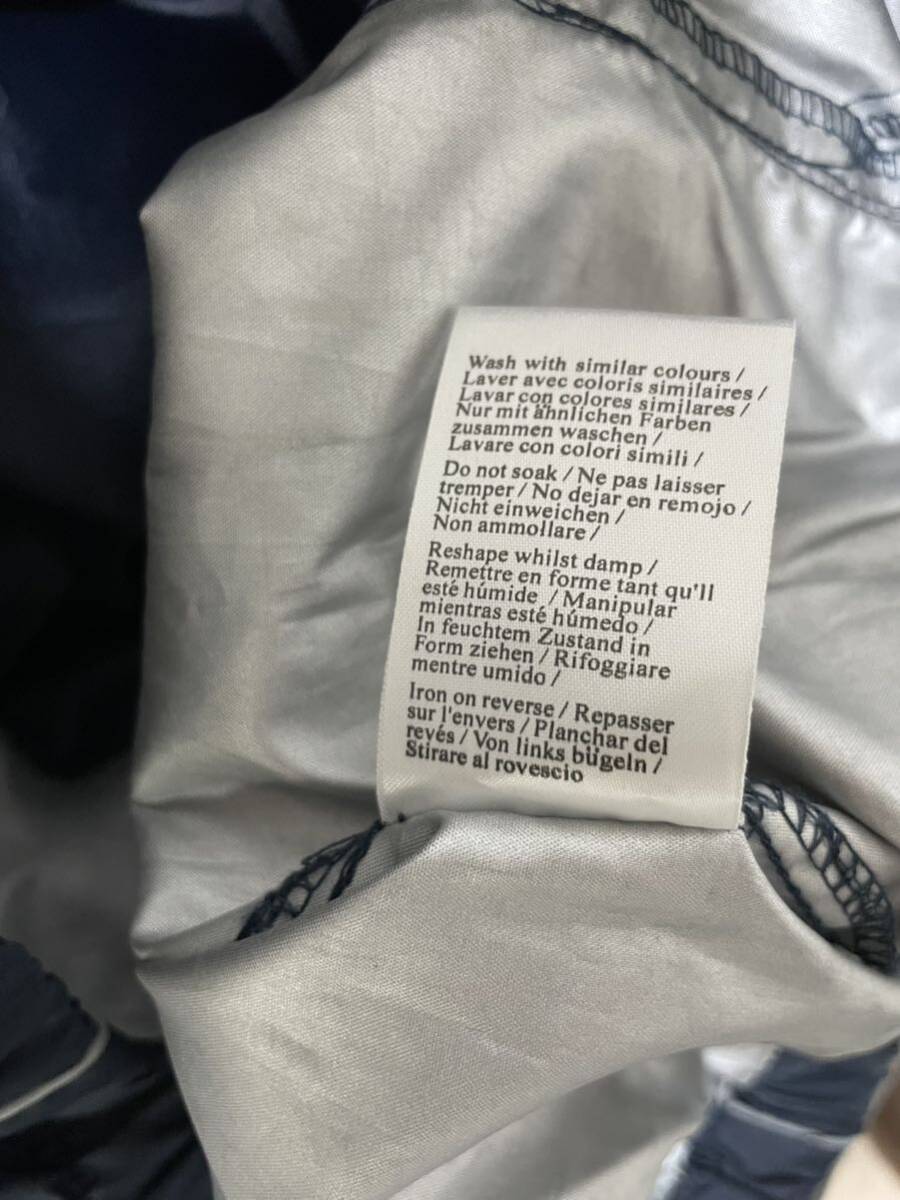 Wash with similar colours /
Laver avec coloris similaires /
Lavar con colores similares /
Nur mit ähnlichen Farben
zusammen waschen /
Lavare con colori simili /
Do not soak / Ne pas laisser
tremper / No dejar en remojo /
Nicht einweichen /
Non ammollare /
Reshape whilst damp /
Remettre en forme tant qu'll
esté húmide / Manipular
mientras esté húmedo /
In feuchtem Zustand in
Form ziehen / Rifoggiare
mentre umido /
Iron on reverse / Repasser
sur l'envers / Planchar del
revés / Von links bügeln /
Stirare al rovescio